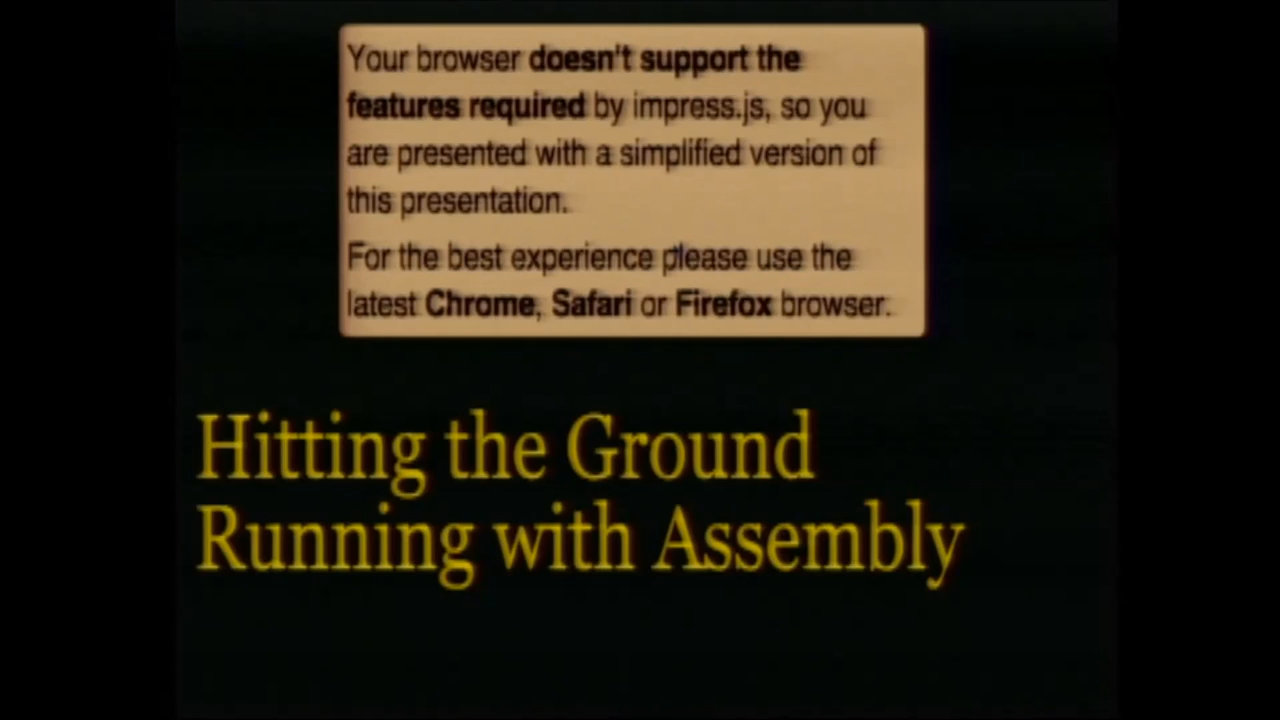 Your browser doesn't support the
features required by impress.js, so you
are presented with a simplified version of
this presentation.
For the best experience please use the
latest Chrome, Safari or Firefox browser.
Hitting the Ground
Running with Assembly